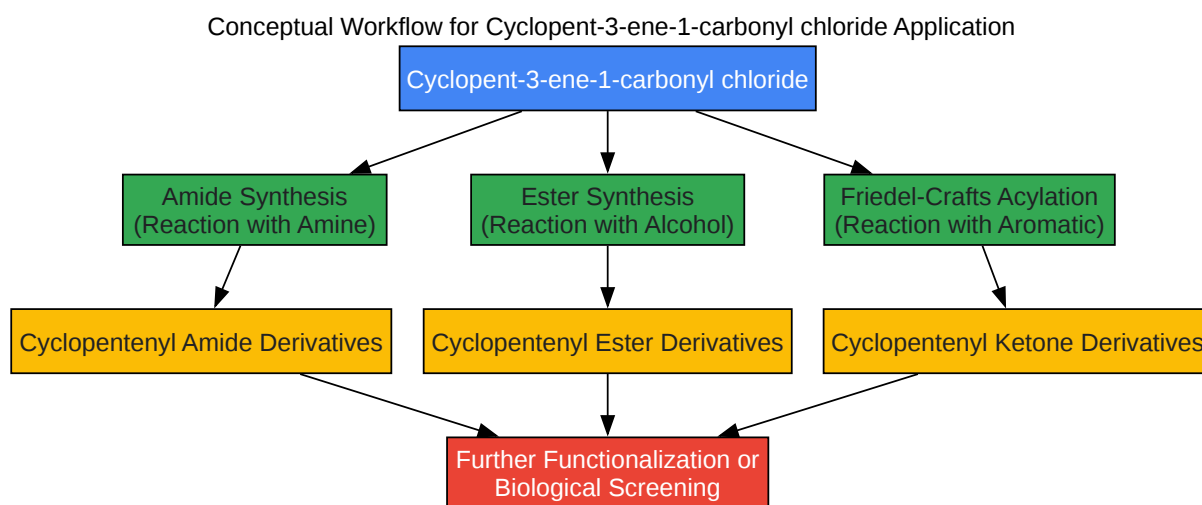 Conceptual Workflow for Cyclopent-3-ene-1-carbonyl chloride Application
Cyclopent-3-ene-1-carbonyl chloride
Amide Synthesis
(Reaction with Amine)
Ester Synthesis
(Reaction with Alcohol)
Friedel-Crafts Acylation
(Reaction with Aromatic)
Cyclopentenyl Amide Derivatives
Cyclopentenyl Ester Derivatives
Cyclopentenyl Ketone Derivatives
Further Functionalization or
Biological Screening